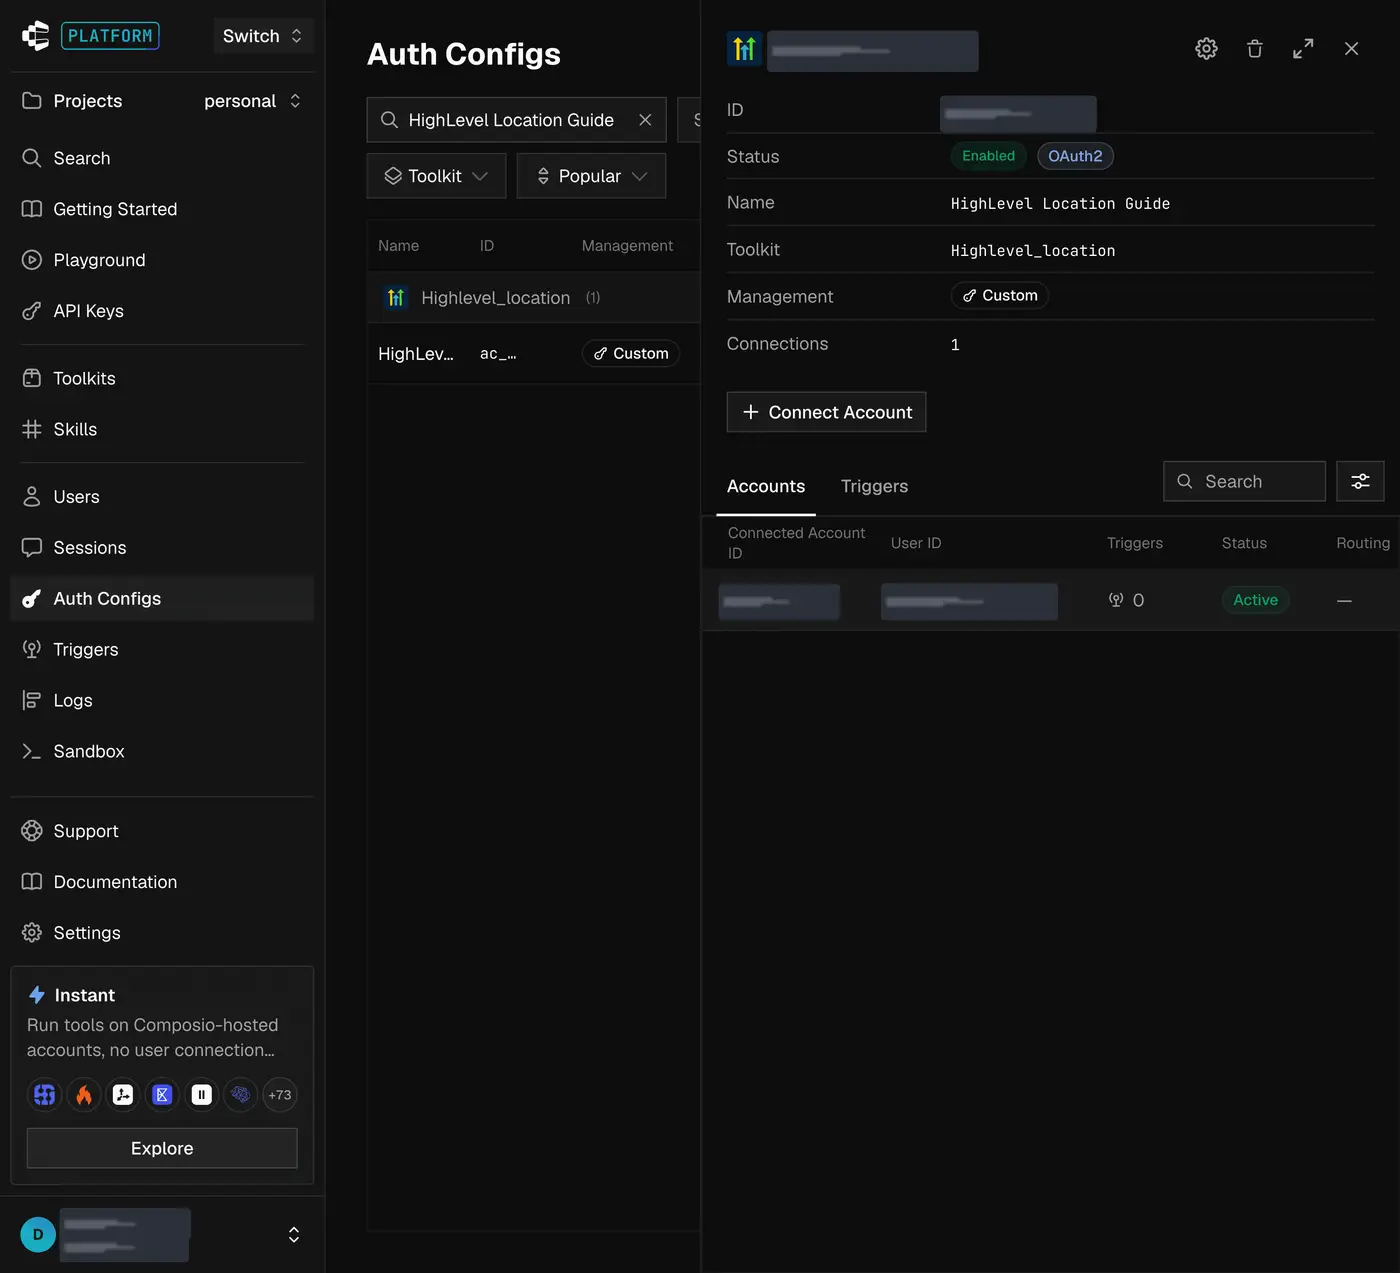 PLATFORM
Switch
Projects
personal
Search
Getting Started
Playground
API Keys
Toolkits
Skills
Users
Sessions
Auth Configs
Triggers
Logs
Sandbox
Support
Documentation
Settings
Instant
Run tools on Composio-hosted
accounts, no user connection...
+73
Explore
D
Auth Configs
HighLevel Location Guide
Toolkit
Popular
Name ID Management
Highlevel_location (1)
HighLev... ac_... Custom
ID
Status Enabled OAuth2
Name HighLevel Location Guide
Toolkit Highlevel_location
Management Custom
Connections 1
+ Connect Account
Accounts Triggers
Search
Connected Account
ID
User ID Triggers Status Routing
0 Active —